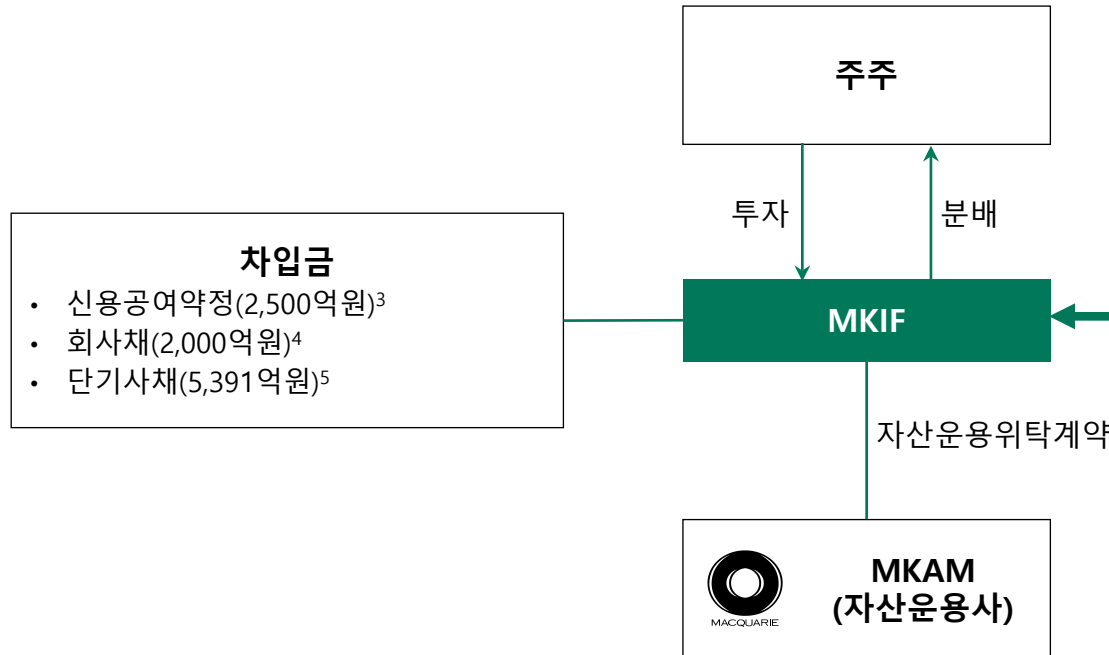 주주
투자
분배
차입금
• 신용공여약정(2,500억원)³
• 회사채(2,000억원)⁴
• 단기사채(5,391억원)⁵
MKIF
자산운용위탁계약
MACQUARIE
MKAM
(자산운용사)